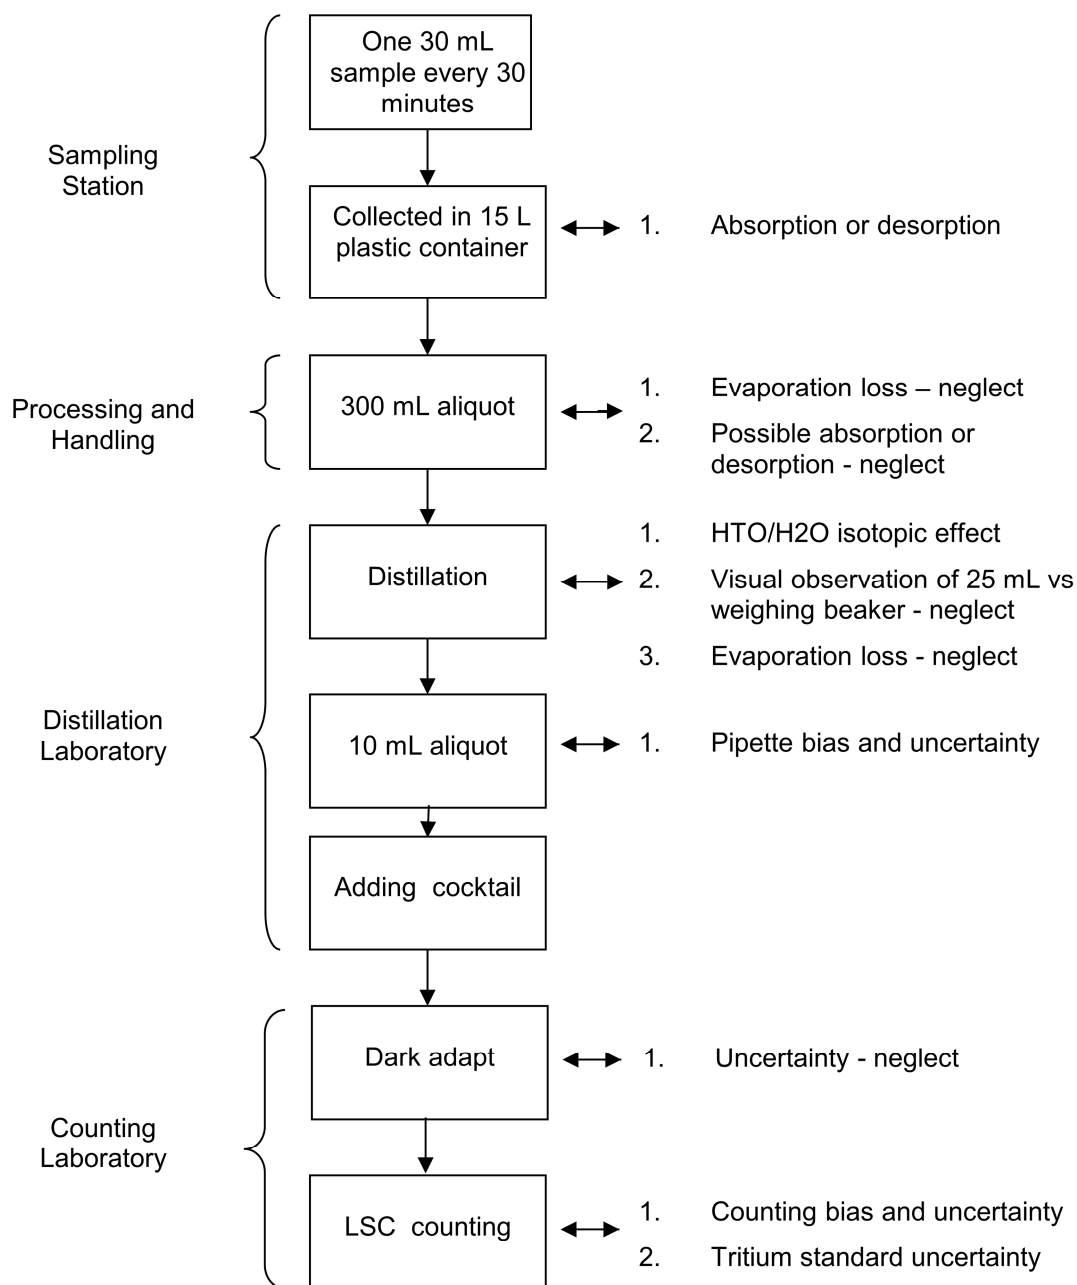 One 30 mL
sample every 30
minutes
Sampling
Station
Collected in 15 L
plastic container
1. Absorption or desorption
Processing and
Handling
300 mL aliquot
1. Evaporation loss – neglect
2. Possible absorption or
desorption - neglect
Distillation
1. HTO/H2O isotopic effect
2. Visual observation of 25 mL vs
weighing beaker - neglect
3. Evaporation loss - neglect
Distillation
Laboratory
10 mL aliquot
1. Pipette bias and uncertainty
Adding cocktail
Dark adapt
1. Uncertainty - neglect
Counting
Laboratory
LSC counting
1. Counting bias and uncertainty
2. Tritium standard uncertainty